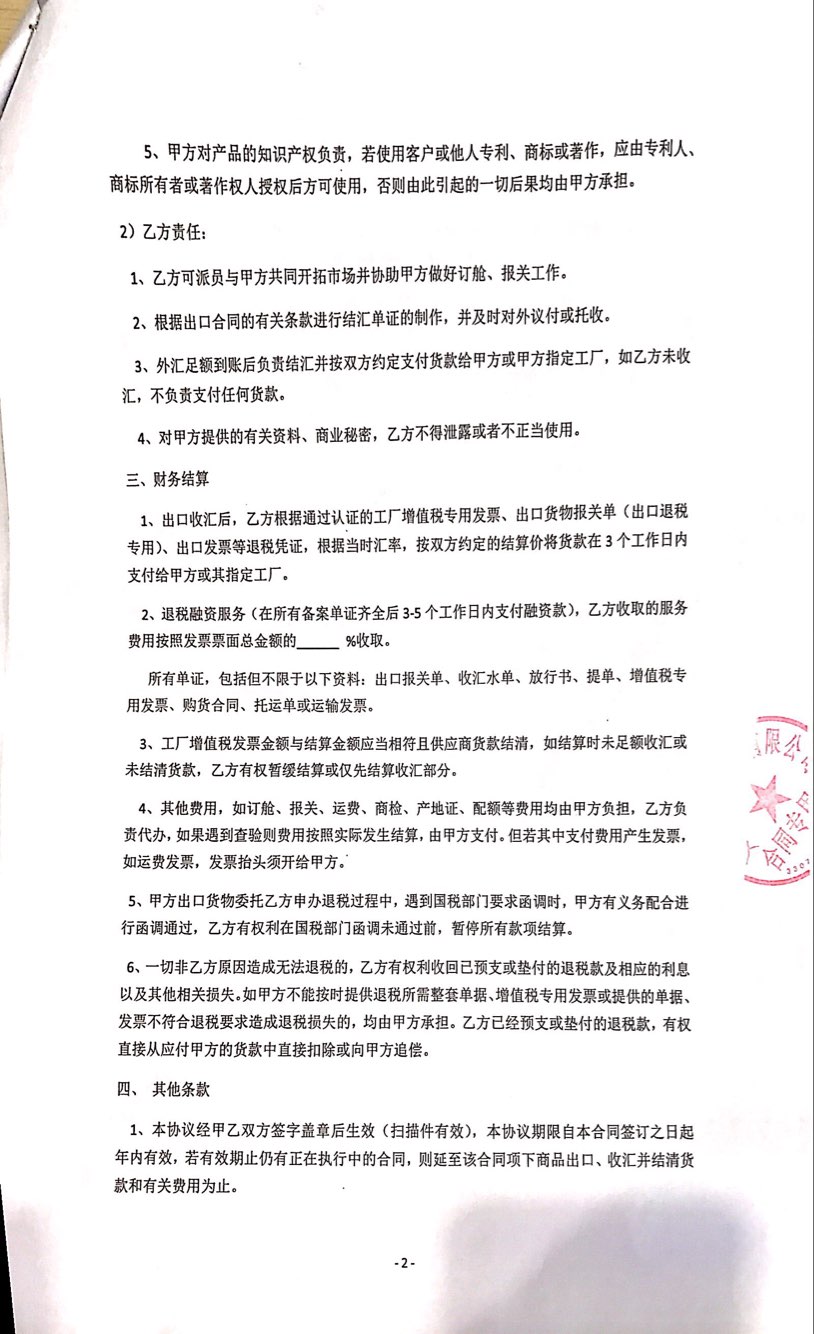 5、甲方对产品的知识产权负责，若使用客户或他人专利、商标或著作，应由专利人、
商标所有者或著作权人授权后方可使用，否则由此引起的一切后果均由甲方承担。
2）乙方责任：
1、乙方可派员与甲方共同开拓市场并协助甲方做好订舱、报关工作。
2、根据出口合同的有关条款进行结汇单证的制作，并及时对外议付或托收。
3、外汇足额到账后负责结汇并按双方约定支付货款给甲方或甲方指定工厂，如乙方未收
汇，不负责支付任何货款。
4、对甲方提供的有关资料、商业秘密，乙方不得泄露或者不正当使用。
三、财务结算
1、出口收汇后，乙方根据通过认证的工厂增值税专用发票、出口货物报关单（出口退税
专用）、出口发票等退税凭证，根据当时汇率，按双方约定的结算价将货款在 3 个工作日内
支付给甲方或其指定工厂。
2、退税融资服务（在所有备案单证齐全后 3-5 个工作日内支付融资款），乙方收取的服务
费用按照发票票面总金额的______ %收取。
所有单证，包括但不限于以下资料：出口报关单、收汇水单、放行书、提单、增值税专
用发票、购货合同、托运单或运输发票。
3、工厂增值税发票金额与结算金额应当相符且供应商货款结清，如结算时未足额收汇或
未结清货款，乙方有权暂缓结算或仅先结算收汇部分。
4、其他费用，如订舱、报关、运费、商检、产地证、配额等费用均由甲方负担，乙方负
责代办，如果遇到查验则费用按照实际发生结算，由甲方支付。但若其中支付费用产生发票，
如运费发票，发票抬头须开给甲方。
5、甲方出口货物委托乙方申办退税过程中，遇到国税部门要求函调时，甲方有义务配合进
行函调通过，乙方有权利在国税部门函调未通过前，暂停所有款项结算。
6、一切非乙方原因造成无法退税的，乙方有权利收回已预支或垫付的退税款及相应的利息
以及其他相关损失。如甲方不能按时提供退税所需整套单据、增值税专用发票或提供的单据、
发票不符合退税要求造成退税损失的，均由甲方承担。乙方已经预支或垫付的退税款，有权
直接从应付甲方的货款中直接扣除或向甲方追偿。
四、 其他条款
1、本协议经甲乙双方签字盖章后生效（扫描件有效），本协议期限自本合同签订之日起
年内有效，若有效期止仍有正在执行中的合同，则延至该合同项下商品出口、收汇并结清货
款和有关费用为止。
- 2 -
限公
合同专用